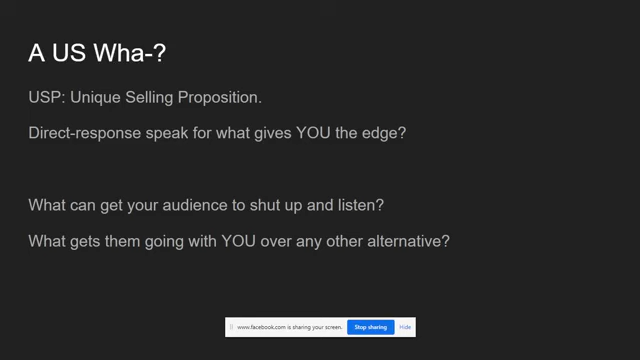 A US Wha-?
USP: Unique Selling Proposition.
Direct-response speak for what gives YOU the edge?
What can get your audience to shut up and listen?
What gets them going with YOU over any other alternative?
www.facebook.com is sharing your screen. Stop sharing Hide